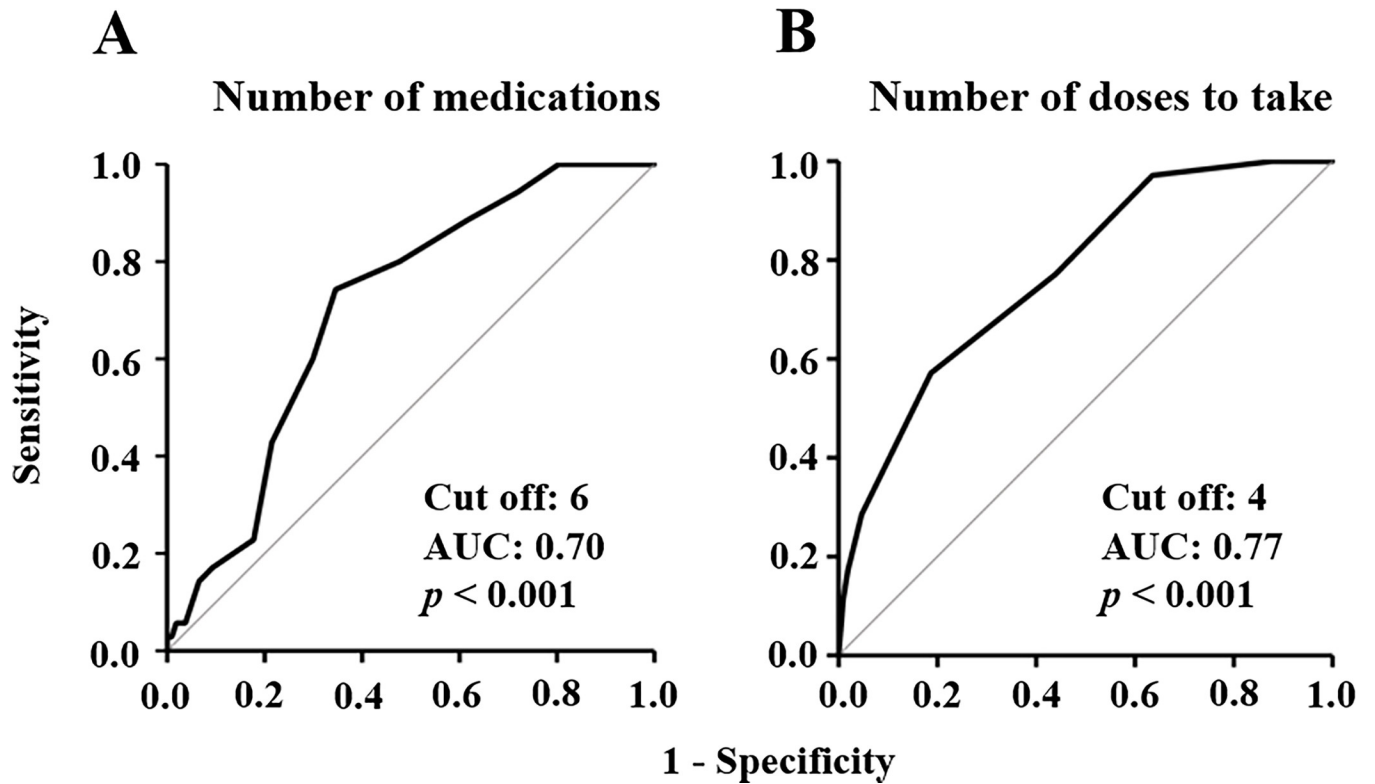 A
Number of medications
1.0
0.8
0.6
0.4
0.2
0.0
0.0 0.2 0.4 0.6 0.8 1.0
Cut off: 6
AUC: 0.70
p < 0.001
B
Number of doses to take
1.0
0.8
0.6
0.4
0.2
0.0
0.0 0.2 0.4 0.6 0.8 1.0
Cut off: 4
AUC: 0.77
p < 0.001
Sensitivity
1 - Specificity